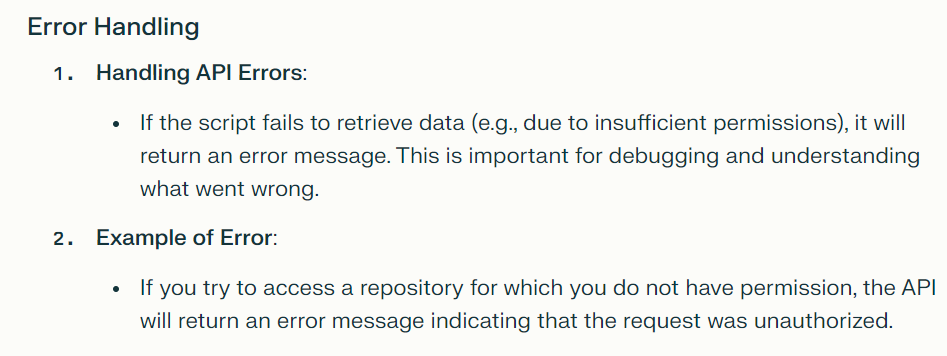 Error Handling
1. Handling API Errors:
• If the script fails to retrieve data (e.g., due to insufficient permissions), it will
return an error message. This is important for debugging and understanding
what went wrong.
2. Example of Error:
• If you try to access a repository for which you do not have permission, the API
will return an error message indicating that the request was unauthorized.